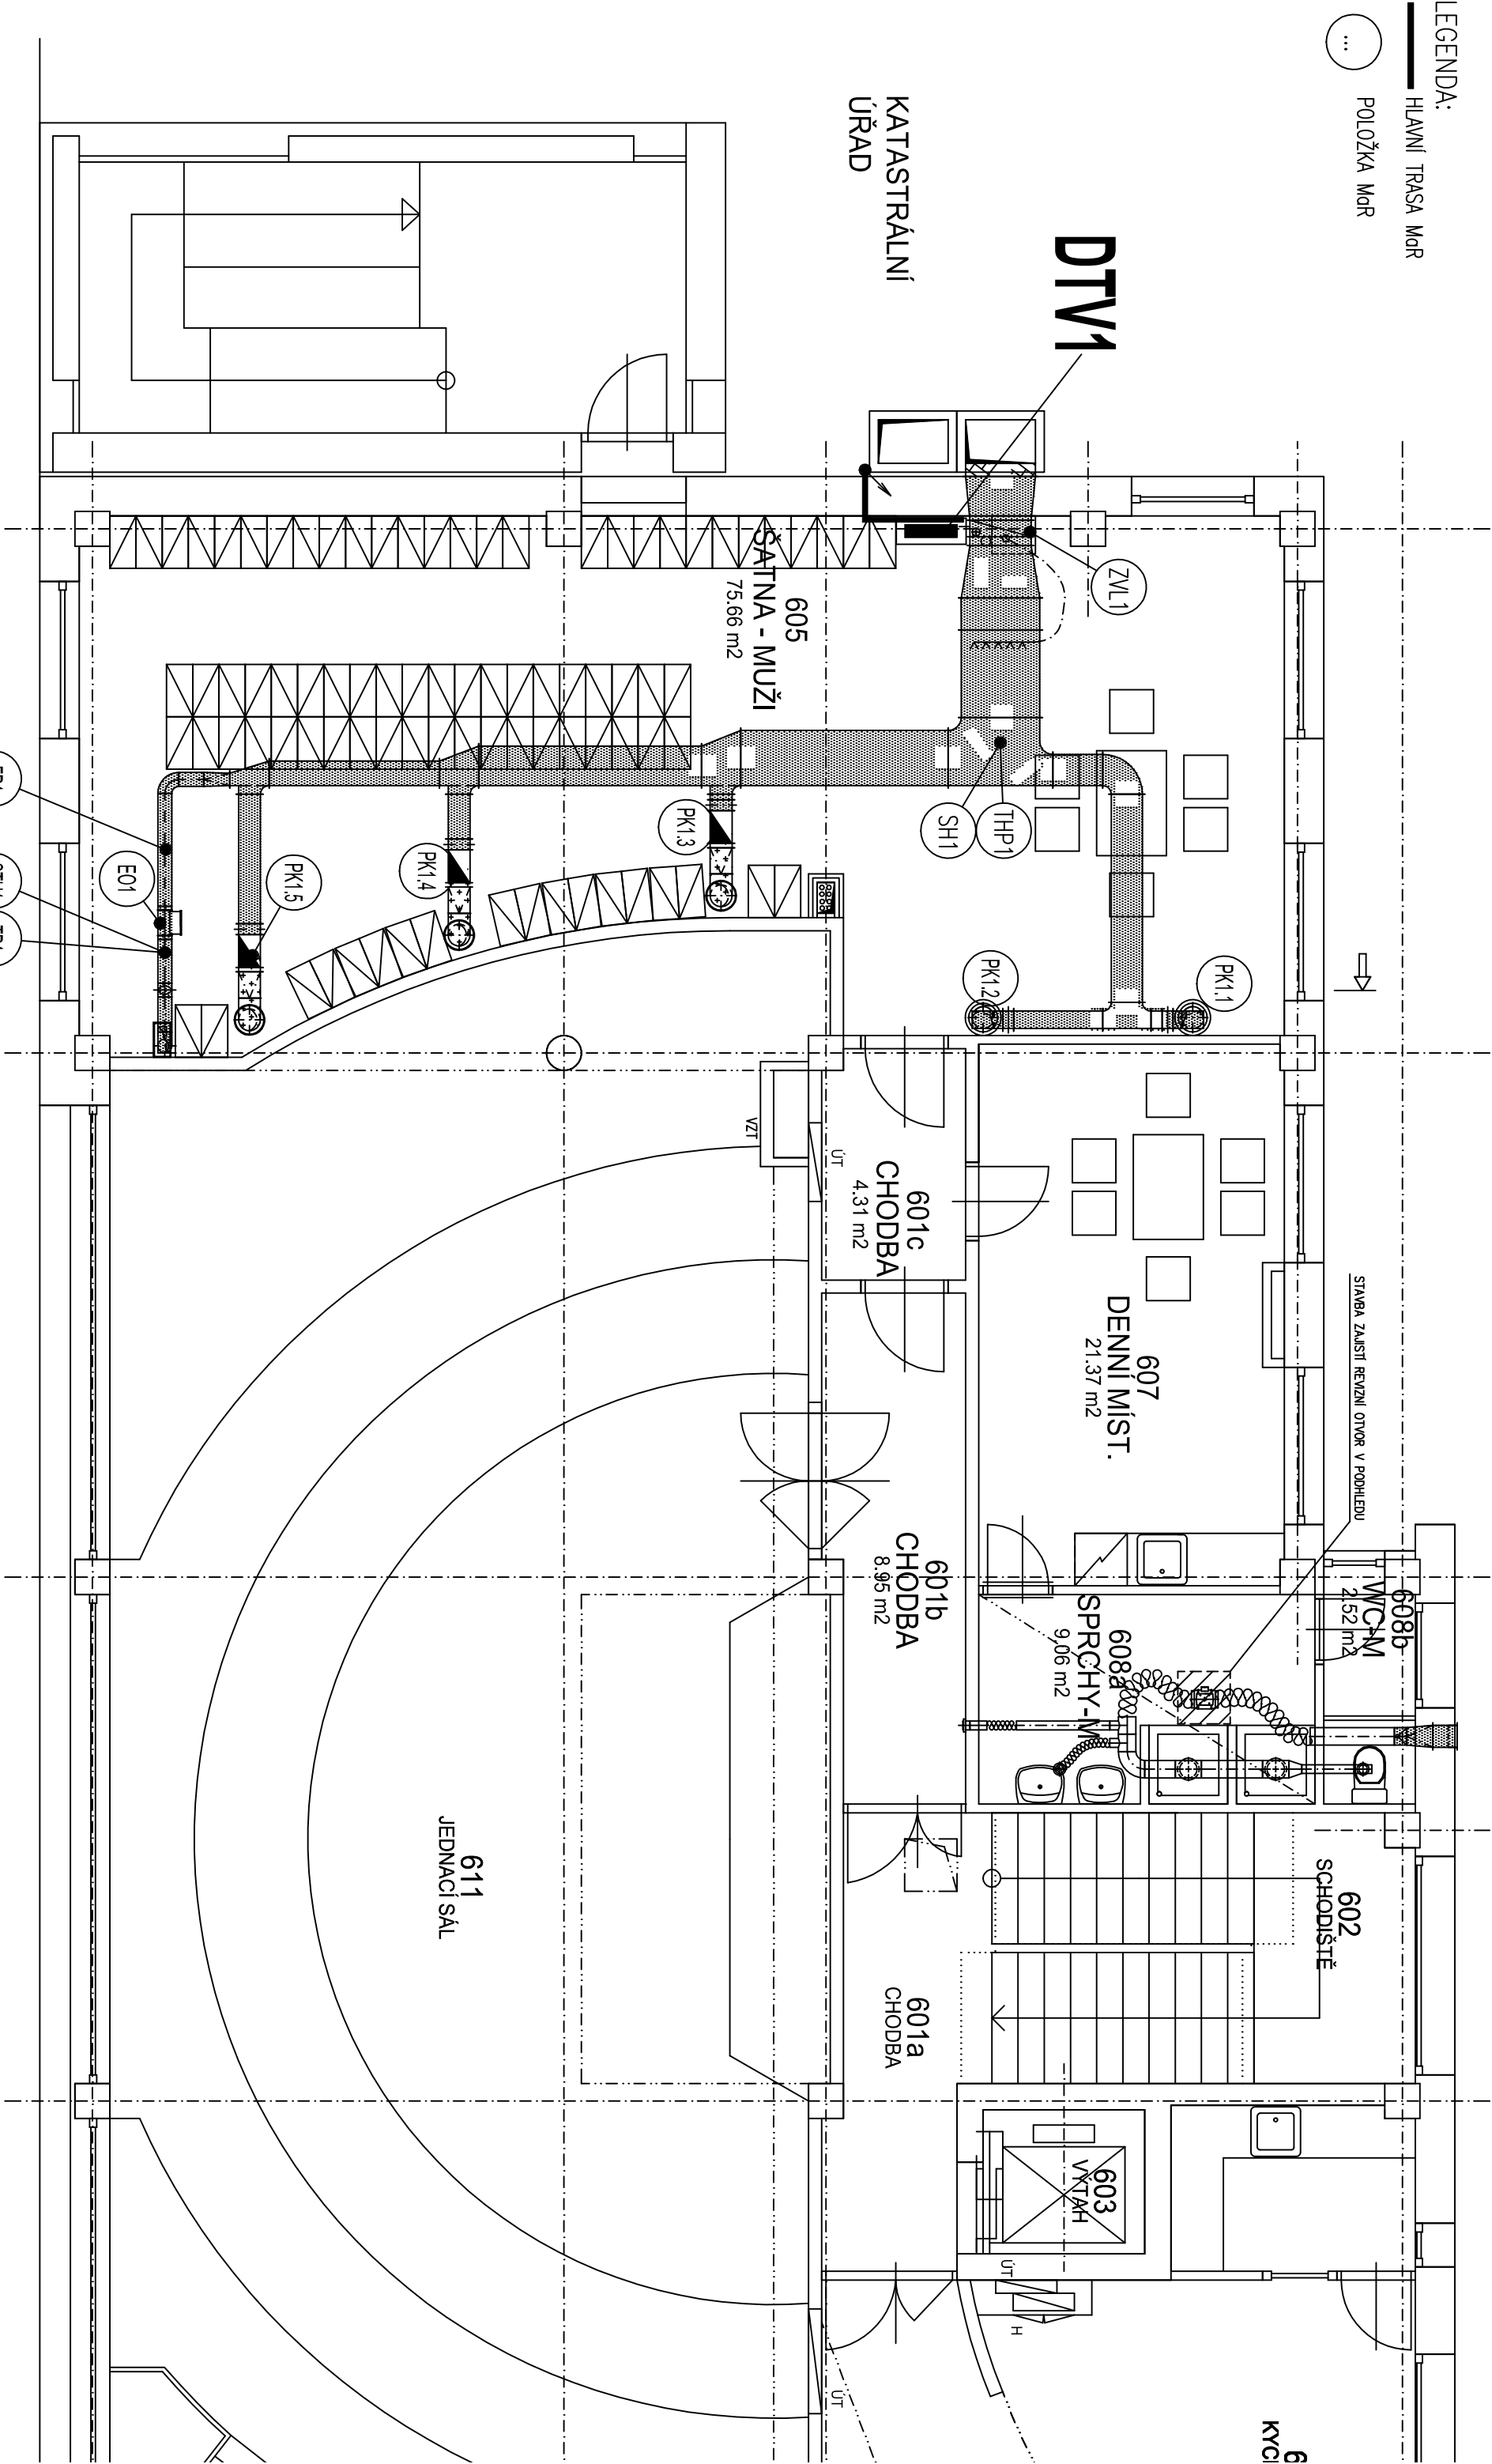 LEGENDA:
HLAVNÍ TRASA MaR
...
POLOŽKA MaR
KATASTRÁLNÍ
ÚŘAD
DTV1
ZVL1
605
ŠATNA - MUŽI
75.66 m2
THP1
SH1
PK1.3
PK1.4
PK1.5
EO1
PK1.2
PK1.1
VZT
ÚT
601c
CHODBA
4.31 m2
607
DENNÍ MÍST.
21.37 m2
STAVBA ZAJISTÍ REVIZNÍ OTVOR V PODHLEDU
601b
CHODBA
8.95 m2
608a
SPRCHY-M
9.06 m2
608b
WC-M
2.52 m2
602
SCHODIŠTĚ
611
JEDNACÍ SÁL
601a
CHODBA
603
VÝTAH
ÚT
H
ÚT
6
KYCI